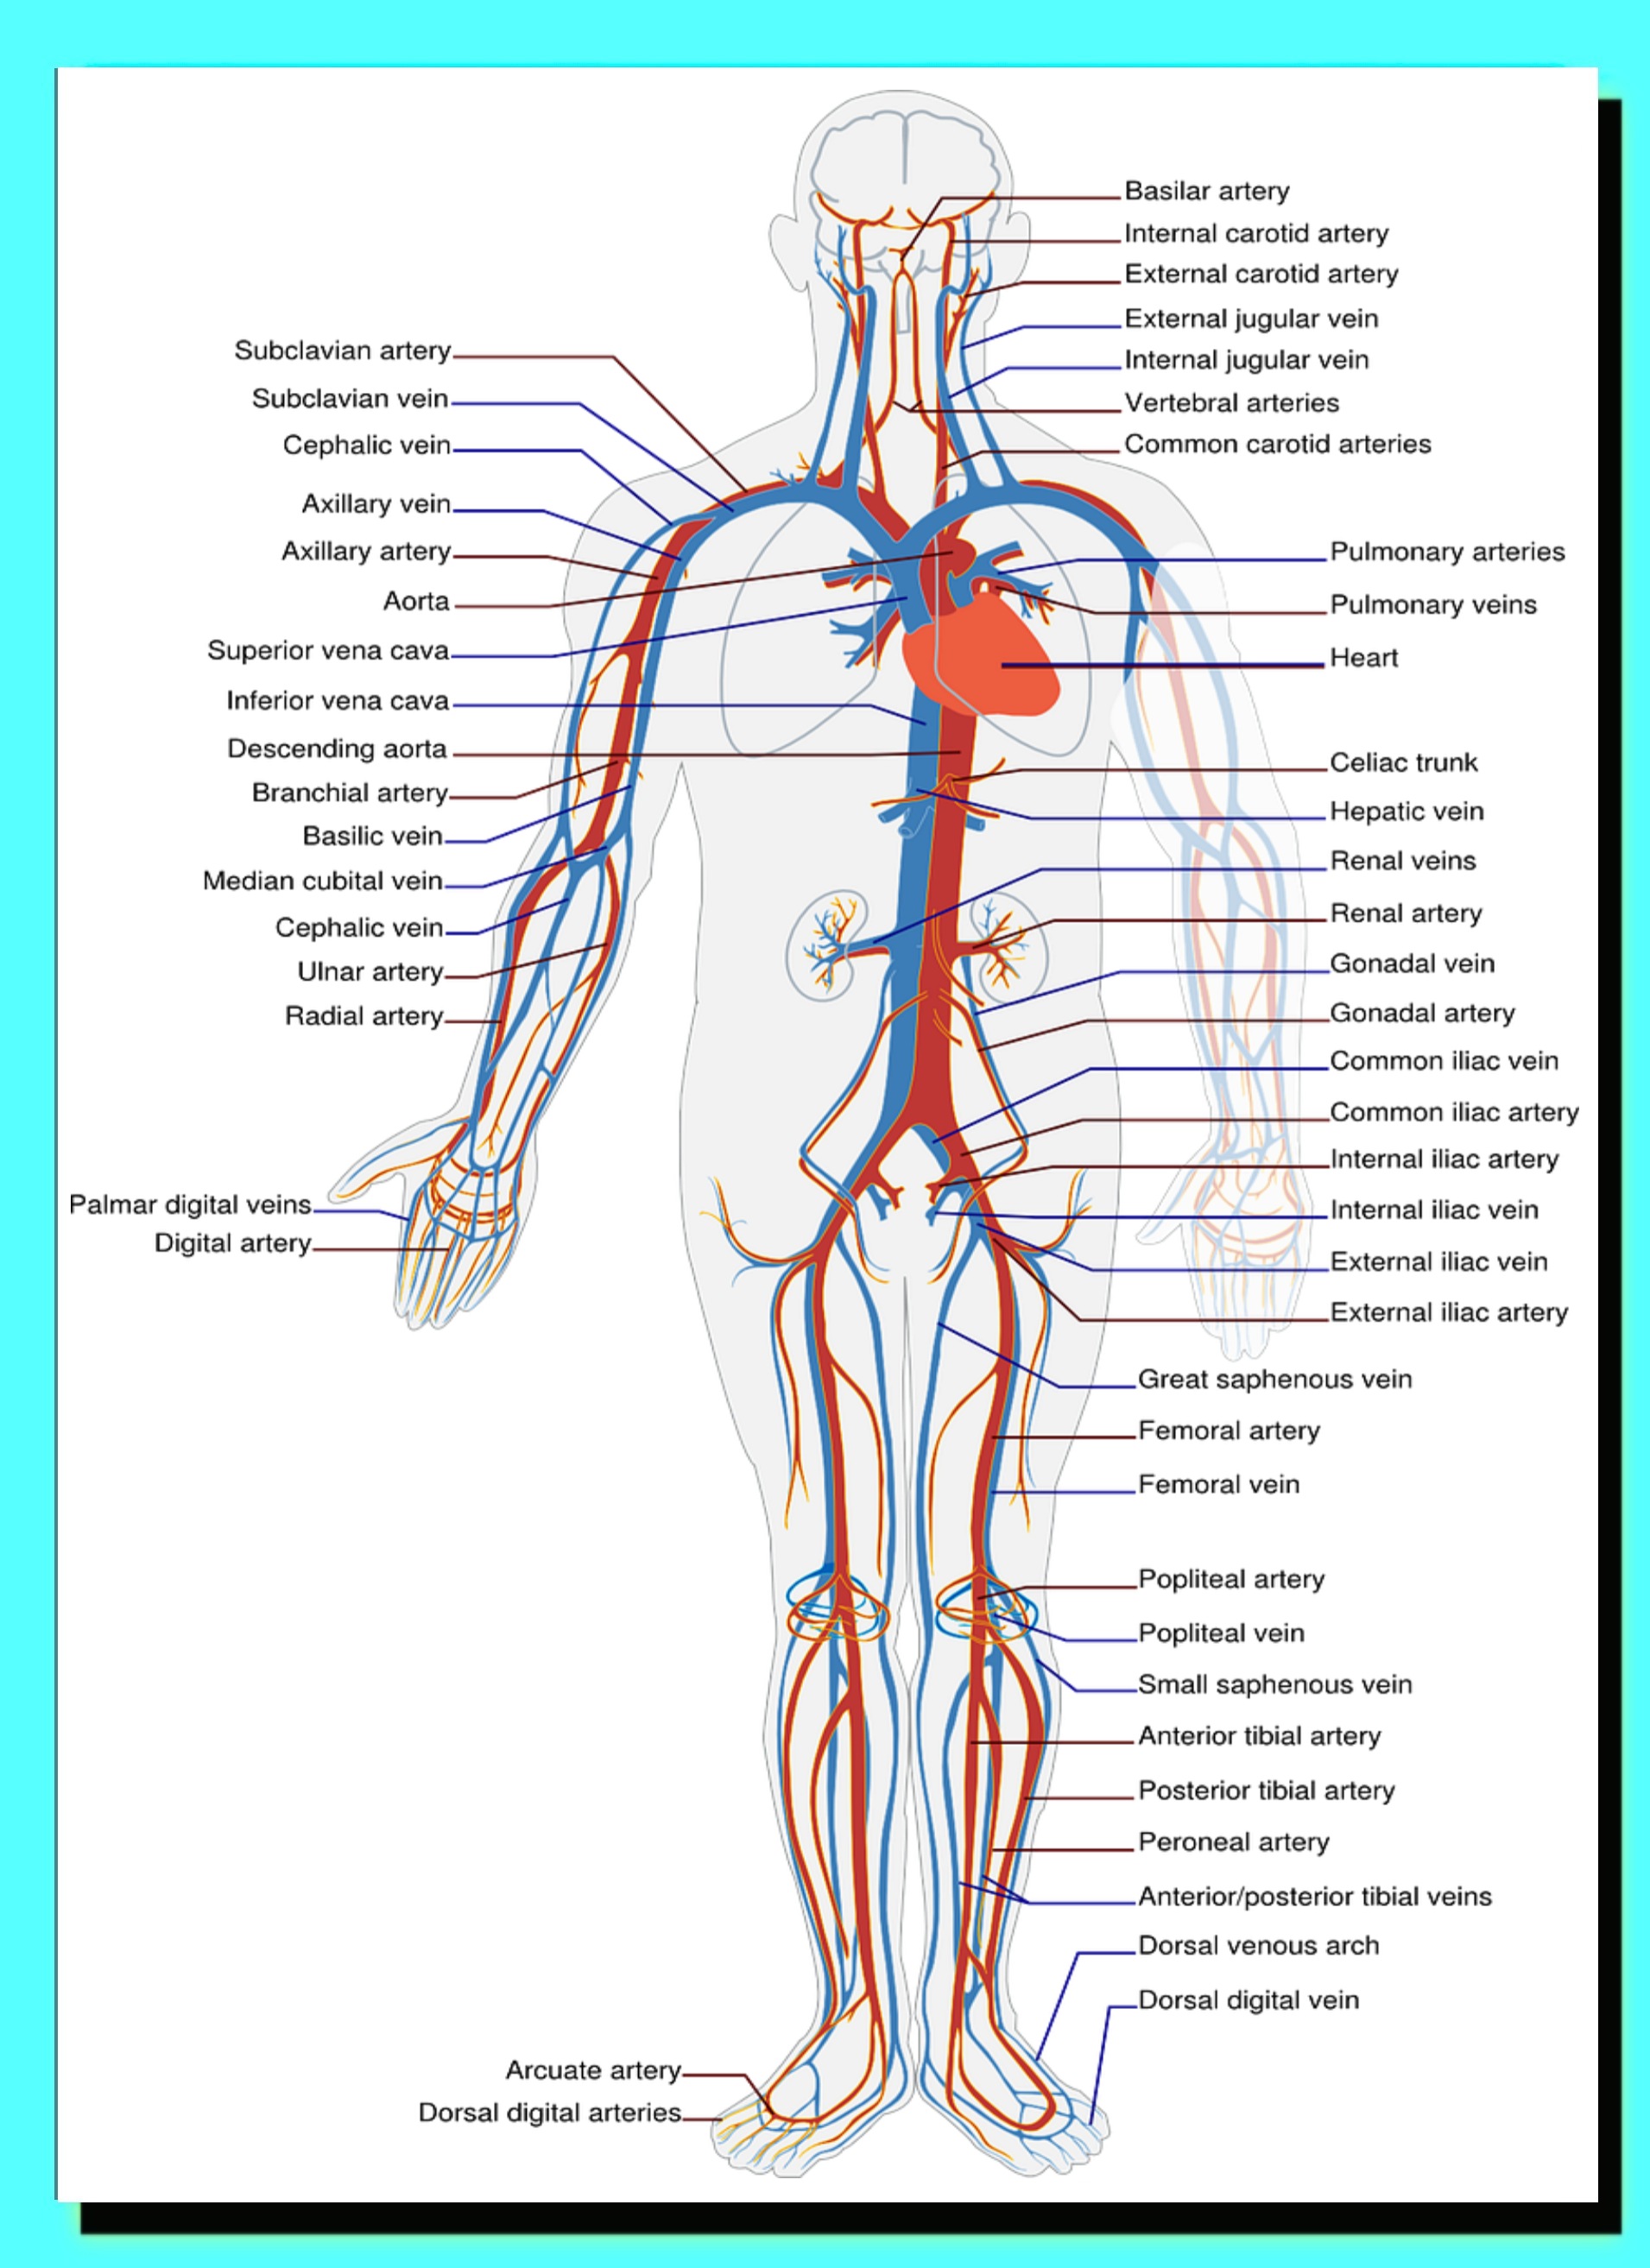 Basilar artery
Internal carotid artery
External carotid artery
External jugular vein
Internal jugular vein
Vertebral arteries
Common carotid arteries
Subclavian artery
Subclavian vein
Cephalic vein
Axillary vein
Axillary artery
Aorta
Superior vena cava
Inferior vena cava
Descending aorta
Branchial artery
Basilic vein
Median cubital vein
Cephalic vein
Ulnar artery
Radial artery
Palmar digital veins
Digital artery
Pulmonary arteries
Pulmonary veins
Heart
Celiac trunk
Hepatic vein
Renal veins
Renal artery
Gonadal vein
Gonadal artery
Common iliac vein
Common iliac artery
Internal iliac artery
Internal iliac vein
External iliac vein
External iliac artery
Great saphenous vein
Femoral artery
Femoral vein
Popliteal artery
Popliteal vein
Small saphenous vein
Anterior tibial artery
Posterior tibial artery
Peroneal artery
Anterior/posterior tibial veins
Dorsal venous arch
Dorsal digital vein
Arcuate artery
Dorsal digital arteries